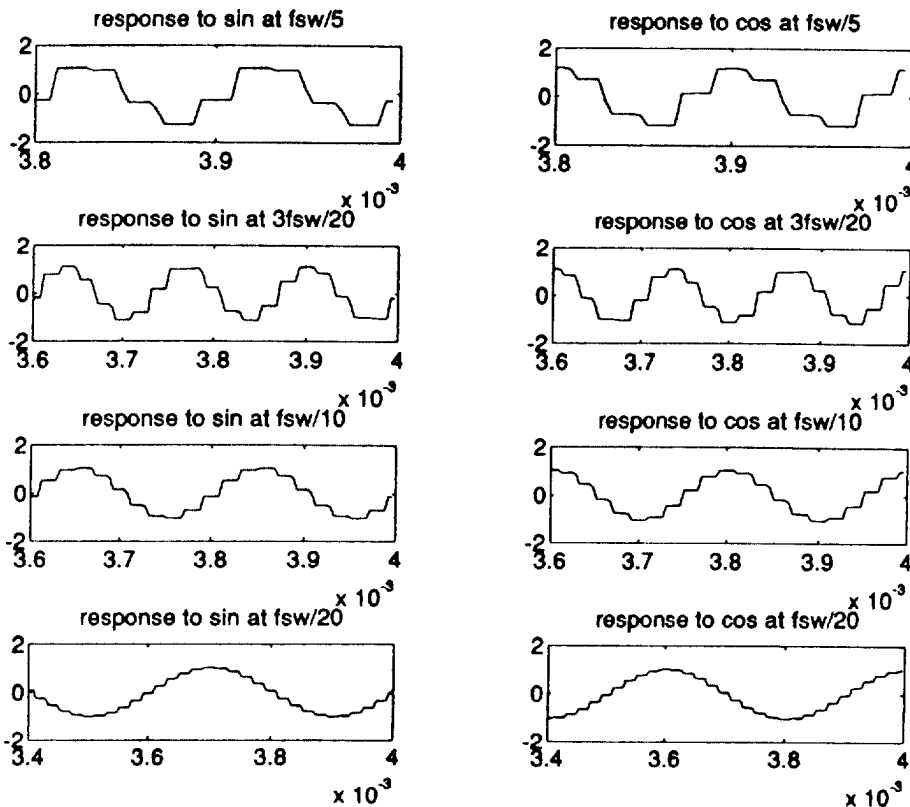 response to sin at fsw/5
2
0
-2
3.8 3.9 4
x 10⁻³
response to cos at fsw/5
2
0
-2
3.8 3.9 4
x 10⁻³
response to sin at 3fsw/20
2
0
-2
3.6 3.7 3.8 3.9 4
x 10⁻³
response to cos at 3fsw/20
2
0
-2
3.6 3.7 3.8 3.9 4
x 10⁻³
response to sin at fsw/10
2
0
-2
3.6 3.7 3.8 3.9 4
x 10⁻³
response to cos at fsw/10
2
0
-2
3.6 3.7 3.8 3.9 4
x 10⁻³
response to sin at fsw/20
2
0
-2
3.4 3.6 3.8 4
x 10⁻³
response to cos at fsw/20
2
0
-2
3.4 3.6 3.8 4
x 10⁻³